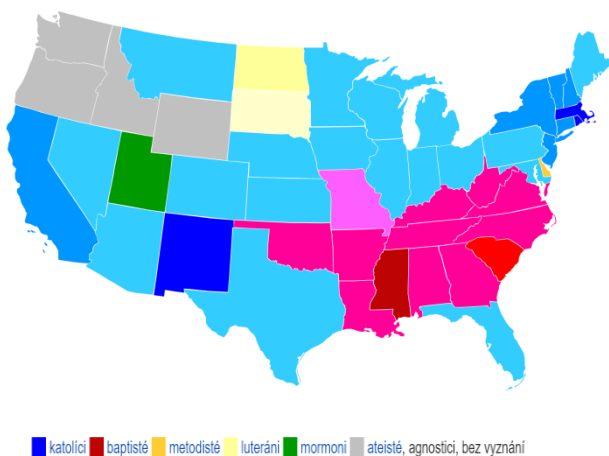 katolíci baptisté metodisté luteráni mormoni ateisté, agnostici, bez vyznání